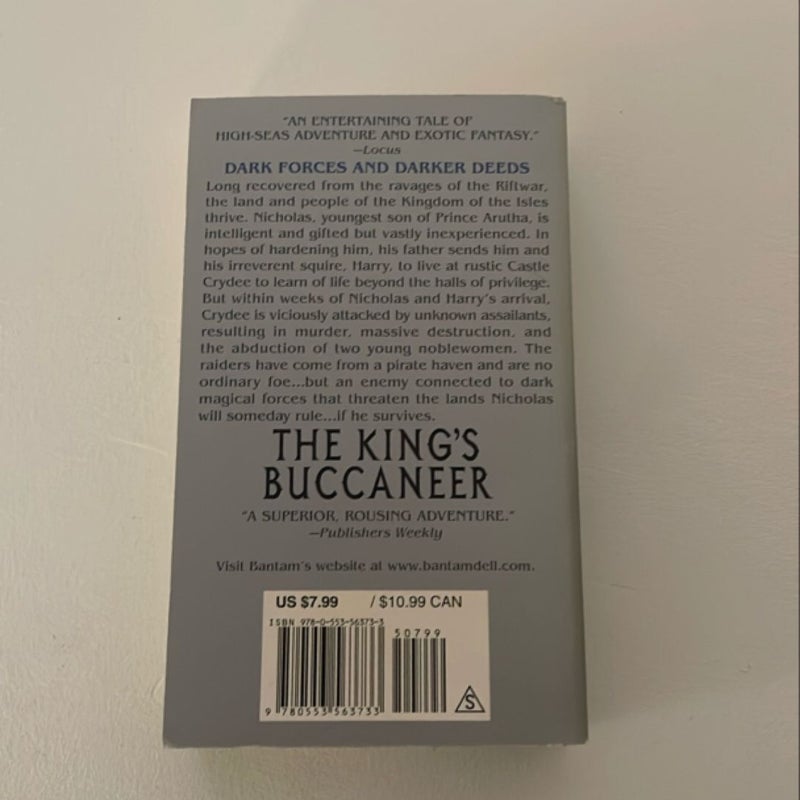 "AN ENTERTAINING TALE OF
HIGH-SEAS ADVENTURE AND EXOTIC FANTASY."
—Locus
DARK FORCES AND DARKER DEEDS
Long recovered from the ravages of the Riftwar,
the land and people of the Kingdom of the Isles
thrive. Nicholas, youngest son of Prince Arutha, is
intelligent and gifted but vastly inexperienced. In
hopes of hardening him, his father sends him and
his irreverent squire, Harry, to live at rustic Castle
Crydee to learn of life beyond the halls of privilege.
But within weeks of Nicholas and Harry's arrival,
Crydee is viciously attacked by unknown assailants,
resulting in murder, massive destruction, and
the abduction of two young noblewomen. The
raiders have come from a pirate haven and are no
ordinary foe...but an enemy connected to dark
magical forces that threaten the lands Nicholas
will someday rule...if he survives.
THE KING'S
BUCCANEER
"A SUPERIOR, ROUSING ADVENTURE."
—Publishers Weekly
Visit Bantam's website at www.bantamdell.com.
US $7.99 / $10.99 CAN
ISBN 978-0-553-56373-3
50799
9 780553 563733
S